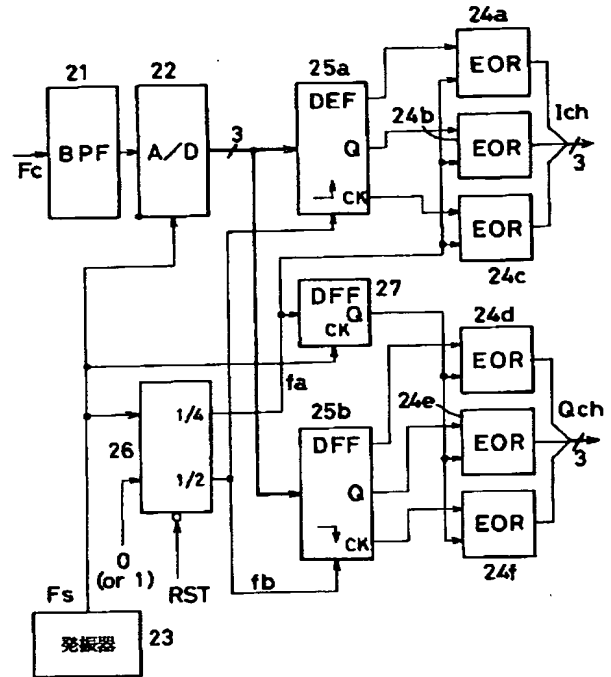 21
BPF
Fc
22
A/D
3
25a
DEF
Q
CK
24a
EOR
24b
EOR
EOR
24c
Ich
3
DFF
Q
CK
27
fa
26
1/4
1/2
0
(or 1)
RST
Fs
fb
発振器
23
25b
DFF
Q
CK
24d
EOR
24e
EOR
EOR
24f
Qch
3